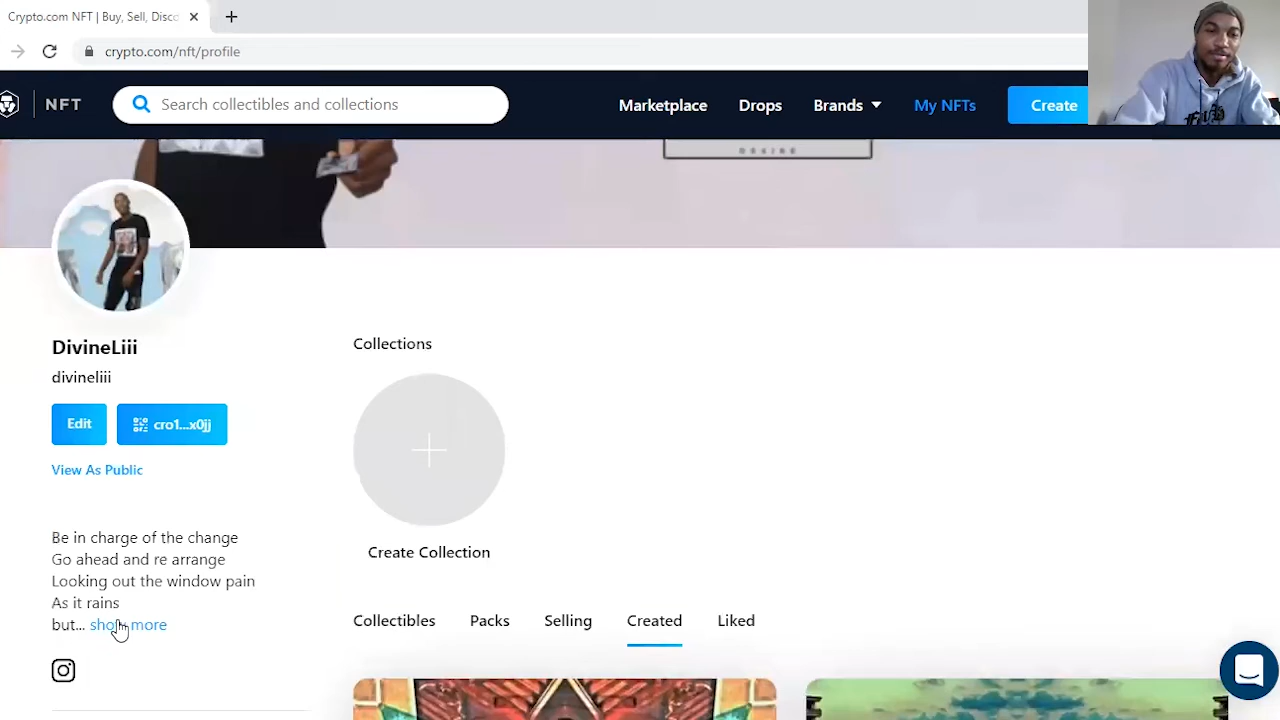 Crypto.com NFT | Buy, Sell, Disco
crypto.com/nft/profile
NFT
Search collectibles and collections
Marketplace
Drops
Brands
My NFTs
Create
DESIRE
DivineLiii
divineliii
Edit
cro1...x0jj
View As Public
Be in charge of the change
Go ahead and re arrange
Looking out the window pain
As it rains
but... show more
Collections
Create Collection
Collectibles
Packs
Selling
Created
Liked